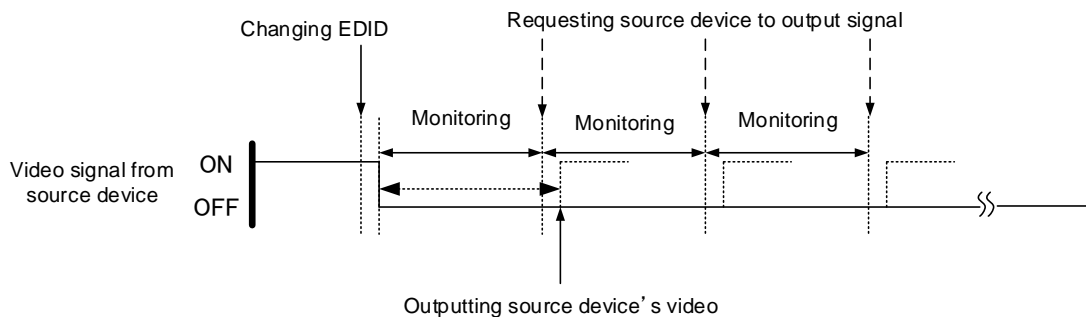 Requesting source device to output signal
Changing EDID
Monitoring
Monitoring
Monitoring
Video signal from
source device
ON
OFF
Outputting source device’s video